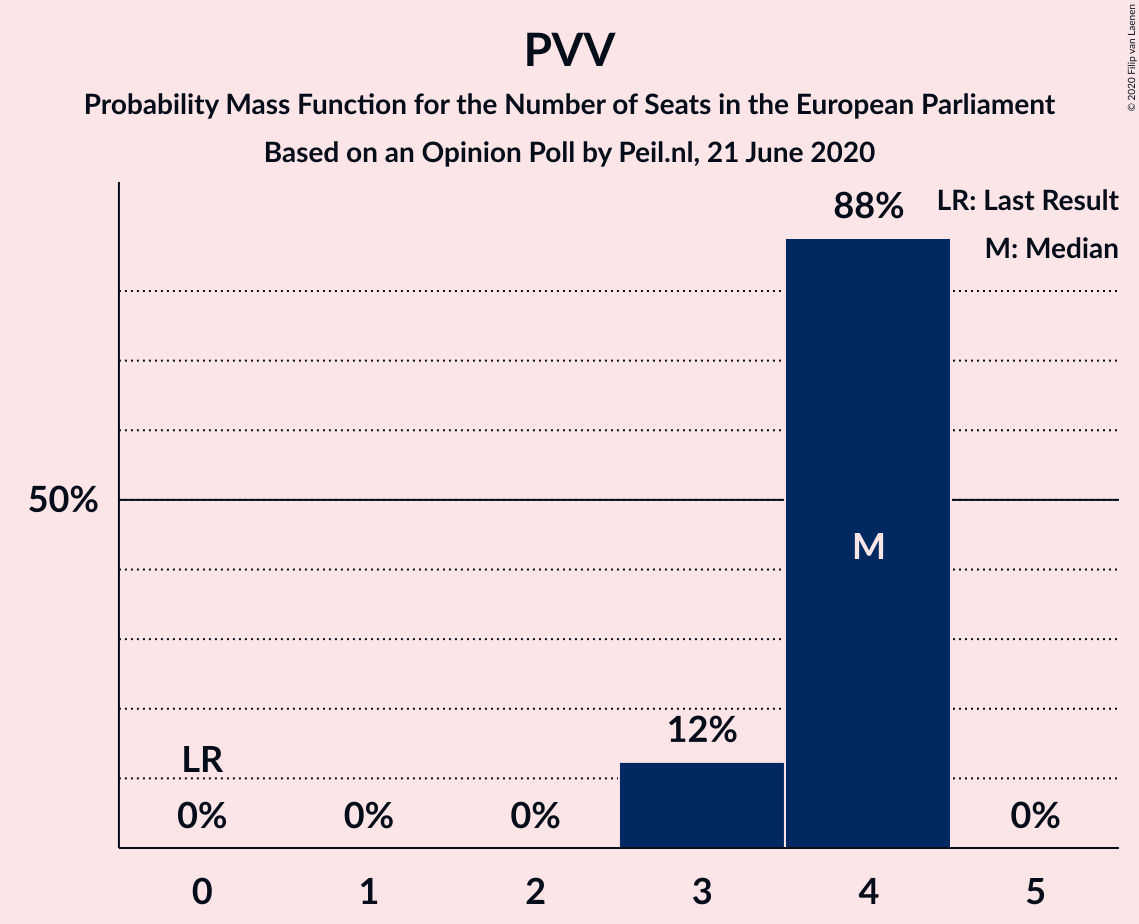 PVV
Probability Mass Function for the Number of Seats in the European Parliament
Based on an Opinion Poll by Peil.nl, 21 June 2020
© 2020 Filip van Laenen
LR: Last Result
M: Median
88%
50%
M
12%
LR
0%
0%
0%
0%
0
1
2
3
4
5